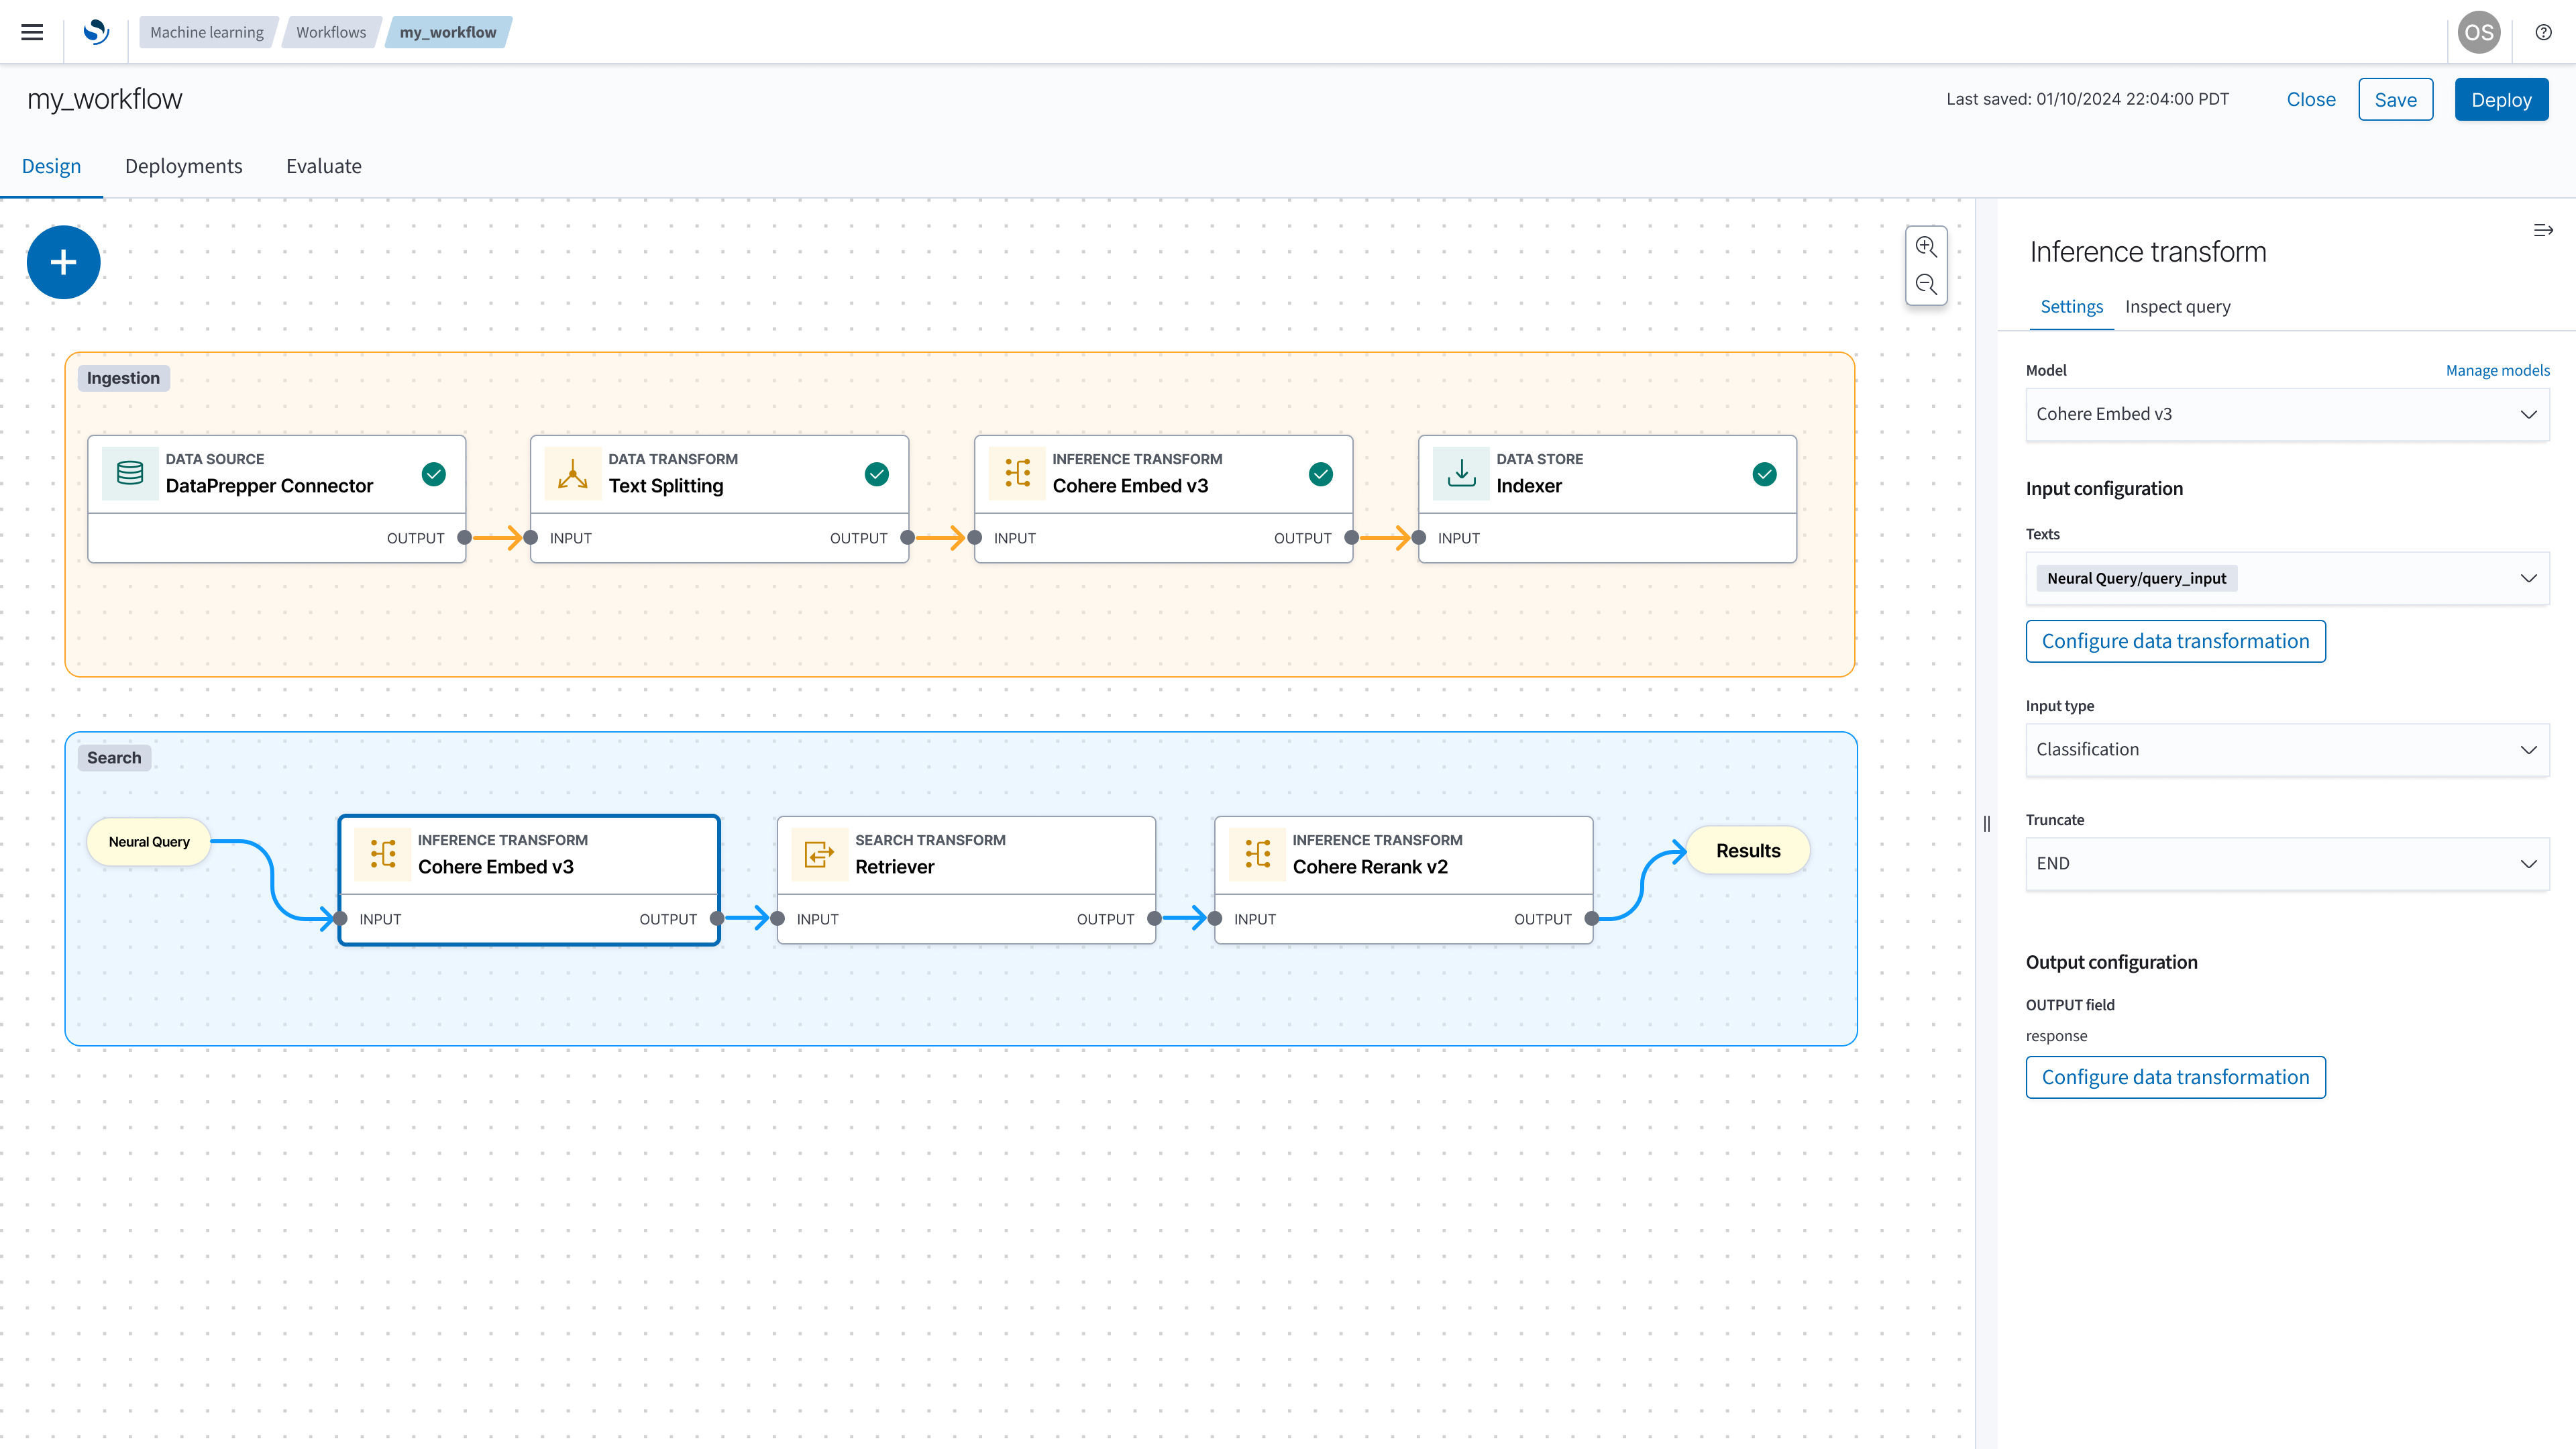 Machine learning
Workflows
my_workflow
OS
my_workflow
Last saved: 01/10/2024 22:04:00 PDT
Close
Save
Deploy
Design
Deployments
Evaluate
Ingestion
DATA SOURCE
DataPrepper Connector
OUTPUT
DATA TRANSFORM
Text Splitting
INPUT
OUTPUT
INFERENCE TRANSFORM
Cohere Embed v3
INPUT
OUTPUT
DATA STORE
Indexer
INPUT
Search
Neural Query
INFERENCE TRANSFORM
Cohere Embed v3
INPUT
OUTPUT
SEARCH TRANSFORM
Retriever
INPUT
OUTPUT
INFERENCE TRANSFORM
Cohere Rerank v2
INPUT
OUTPUT
Results
Inference transform
Settings
Inspect query
Model
Manage models
Cohere Embed v3
Input configuration
Texts
Neural Query/query_input
Configure data transformation
Input type
Classification
Truncate
END
Output configuration
OUTPUT field
response
Configure data transformation